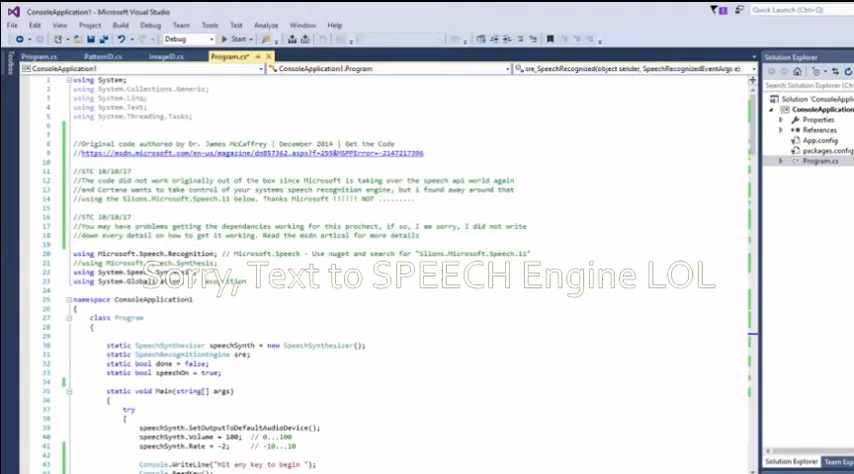 ConsoleApplication1 - Microsoft Visual Studio
Quick Launch (Ctrl+Q)
File Edit View Project Build Debug Team Tools Test Analyze Window Help
Debug Start
Toolbox
Program.cs PatternID.cs ImageID.cs Program.cs*
ConsoleApplication1 ConsoleApplication1.Program sre_SpeechRecognized(object sender, SpeechRecognizedEventArgs e)
1 using System;
2 using System.Collections.Generic;
3 using System.Linq;
4 using System.Text;
5 using System.Threading.Tasks;
6
7
8 //Original code authored by Dr. James McCaffrey | December 2014 | Get the Code
9 //https://msdn.microsoft.com/en-us/magazine/dn857362.aspx?f=255&MSPPError=-2147217396
10
11 //STC 10/10/17
12 //The code did not work originally out of the box since Microsoft is taking over the speech api world again
13 //and Cortana wants to take control of your systems speech recognition engine, but i found away around that
14 //using the Slions.Microsoft.Speech.11 below. Thanks Microsoft !!!!!! NOT .........
15
16 //STC 10/10/17
17 //You may have problems getting the dependancies working for this prochect, if so, I am sorry, I did not write
18 //down every detail on how to get it working. Read the msdn artical for more details
19
20 using Microsoft.Speech.Recognition; // Microsoft.Speech - Use nuget and search for "Slions.Microsoft.Speech.11"
21 //using Microsoft.Speech.Synthesis;
22 using System.Speech
23 using System.Globalization
Sorry, Text to SPEECH Engine LOL
24
25 namespace ConsoleApplication1
26 {
27 class Program
28 {
29
30 static SpeechSynthesizer speechSynth = new SpeechSynthesizer();
31 static SpeechRecognitionEngine sre;
32 static bool done = false;
33 static bool speechOn = true;
34
35 static void Main(string[] args)
36 {
37 try
38 {
39 speechSynth.SetOutputToDefaultAudioDevice();
40 speechSynth.Volume = 100; // 0...100
41 speechSynth.Rate = -2; // -10...10
42
43 Console.WriteLine("Hit any key to begin ");
44 Console.ReadKey();
Solution Explorer
Search Solution Explorer
Solution 'ConsoleApplic
ConsoleApplication
Properties
References
App.config
packages.config
Program.cs
Solution Explorer Team Exp